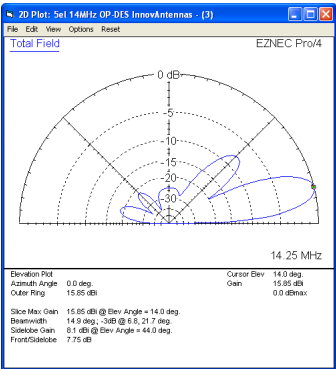 2D Plot: 5el 14MHz OP-DES InnovAntennas - (3)
File Edit View Options Reset
Total Field
EZNEC Pro/4
0 dB
-5
-10
-15
-20
-30
14.25 MHz
Elevation Plot
Azimuth Angle 0.0 deg.
Outer Ring 15.85 dBi
Cursor Elev 14.0 deg.
Gain 15.85 dBi
0.0 dBmax
Slice Max Gain 15.85 dBi @ Elev Angle = 14.0 deg.
Beamwidth 14.9 deg.; -3dB @ 6.8, 21.7 deg.
Sidelobe Gain 8.1 dBi @ Elev Angle = 44.0 deg.
Front/Sidelobe 7.75 dB